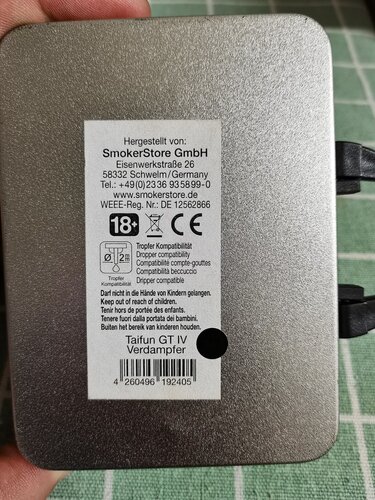 Hergestellt von:
SmokerStore GmbH
Eisenwerkstraße 26
58332 Schwelm/Germany
Tel.: +49(0)2336 935899-0
www.smokerstore.de
WEEE-Reg. Nr.: DE 12562866
18+ CE
Ø 2mm
Tropfer
Kompatibilität
Tropfer Kompatibilität
Dropper compatibility
Compatibilité compte-gouttes
Compatibilità beccuccio
Dripper compatible
Darf nicht in die Hände von Kindern gelangen.
Keep out of reach of children.
Tenir hors de portée des enfants.
Tenere fuori dalla portata dei bambini.
Buiten het bereik van kinderen houden.
Taifun GT IV
Verdampfer
4 260496 192405